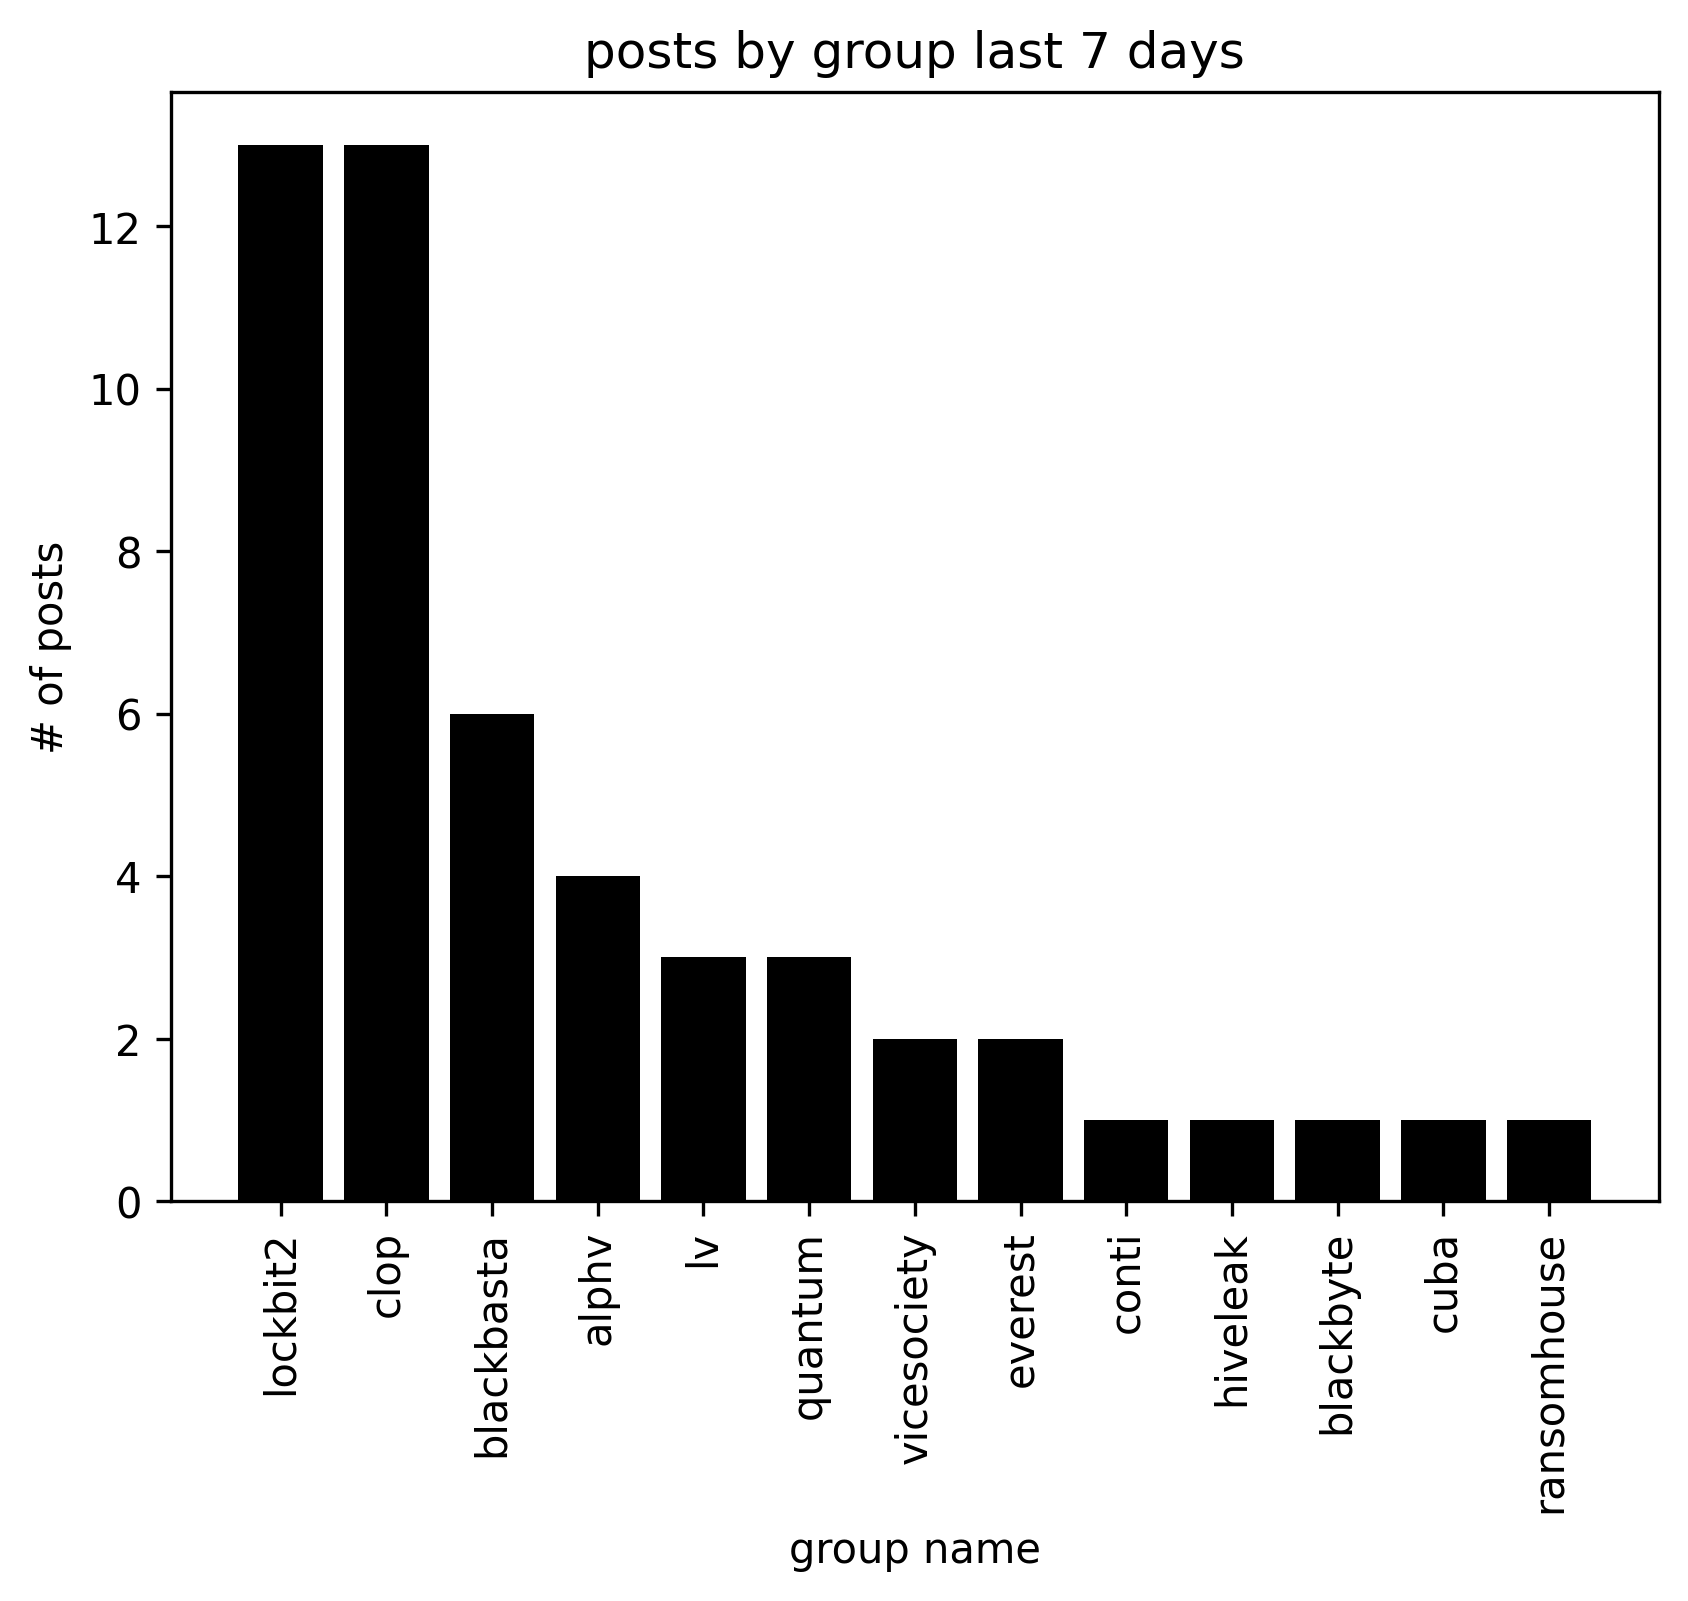 posts by group last 7 days
# of posts
12
10
8
6
4
2
0
lockbit2
clop
blackbasta
alphv
lv
quantum
vicesociety
everest
conti
hiveleak
blackbyte
cuba
ransomhouse
group name